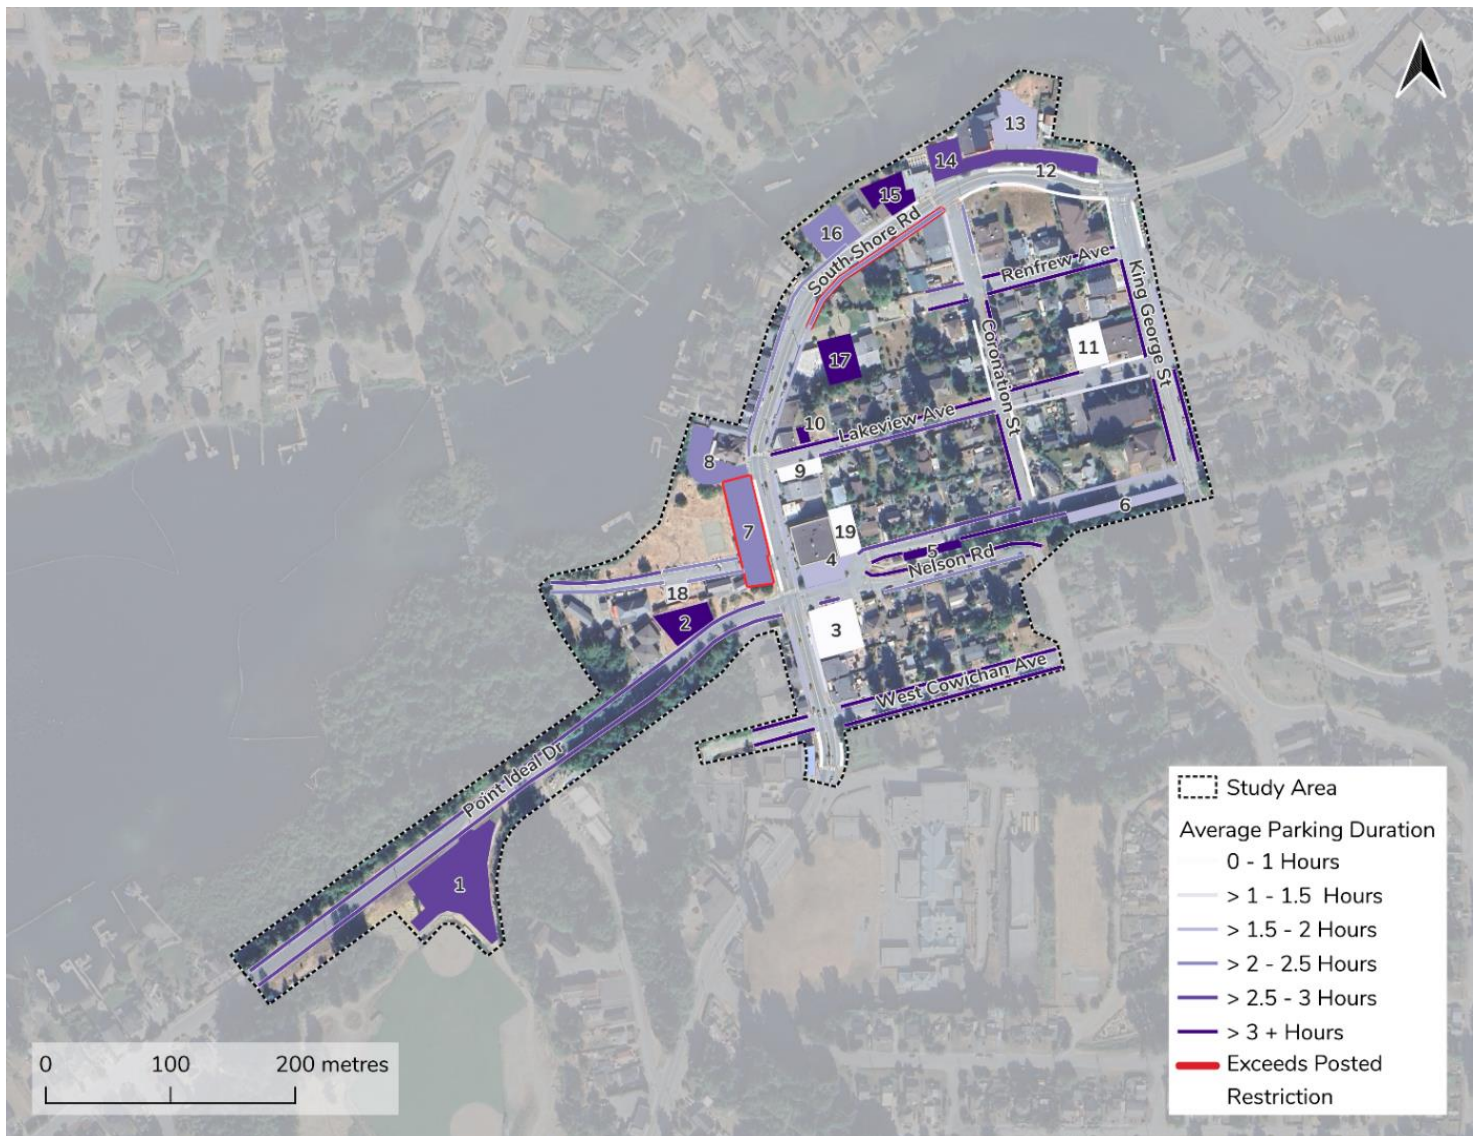 13
14
12
15
16
South Shore Rd
Renfrew Ave
King George St
Coronation St
11
17
10
Lakeview Ave
8
9
7
19
6
5
4
Nelson Rd
18
2
3
West Cowichan Ave
Point Ideal Dr
1
Study Area
Average Parking Duration
0 - 1 Hours
> 1 - 1.5 Hours
> 1.5 - 2 Hours
> 2 - 2.5 Hours
> 2.5 - 3 Hours
> 3 + Hours
Exceeds Posted
Restriction
0 100 200 metres